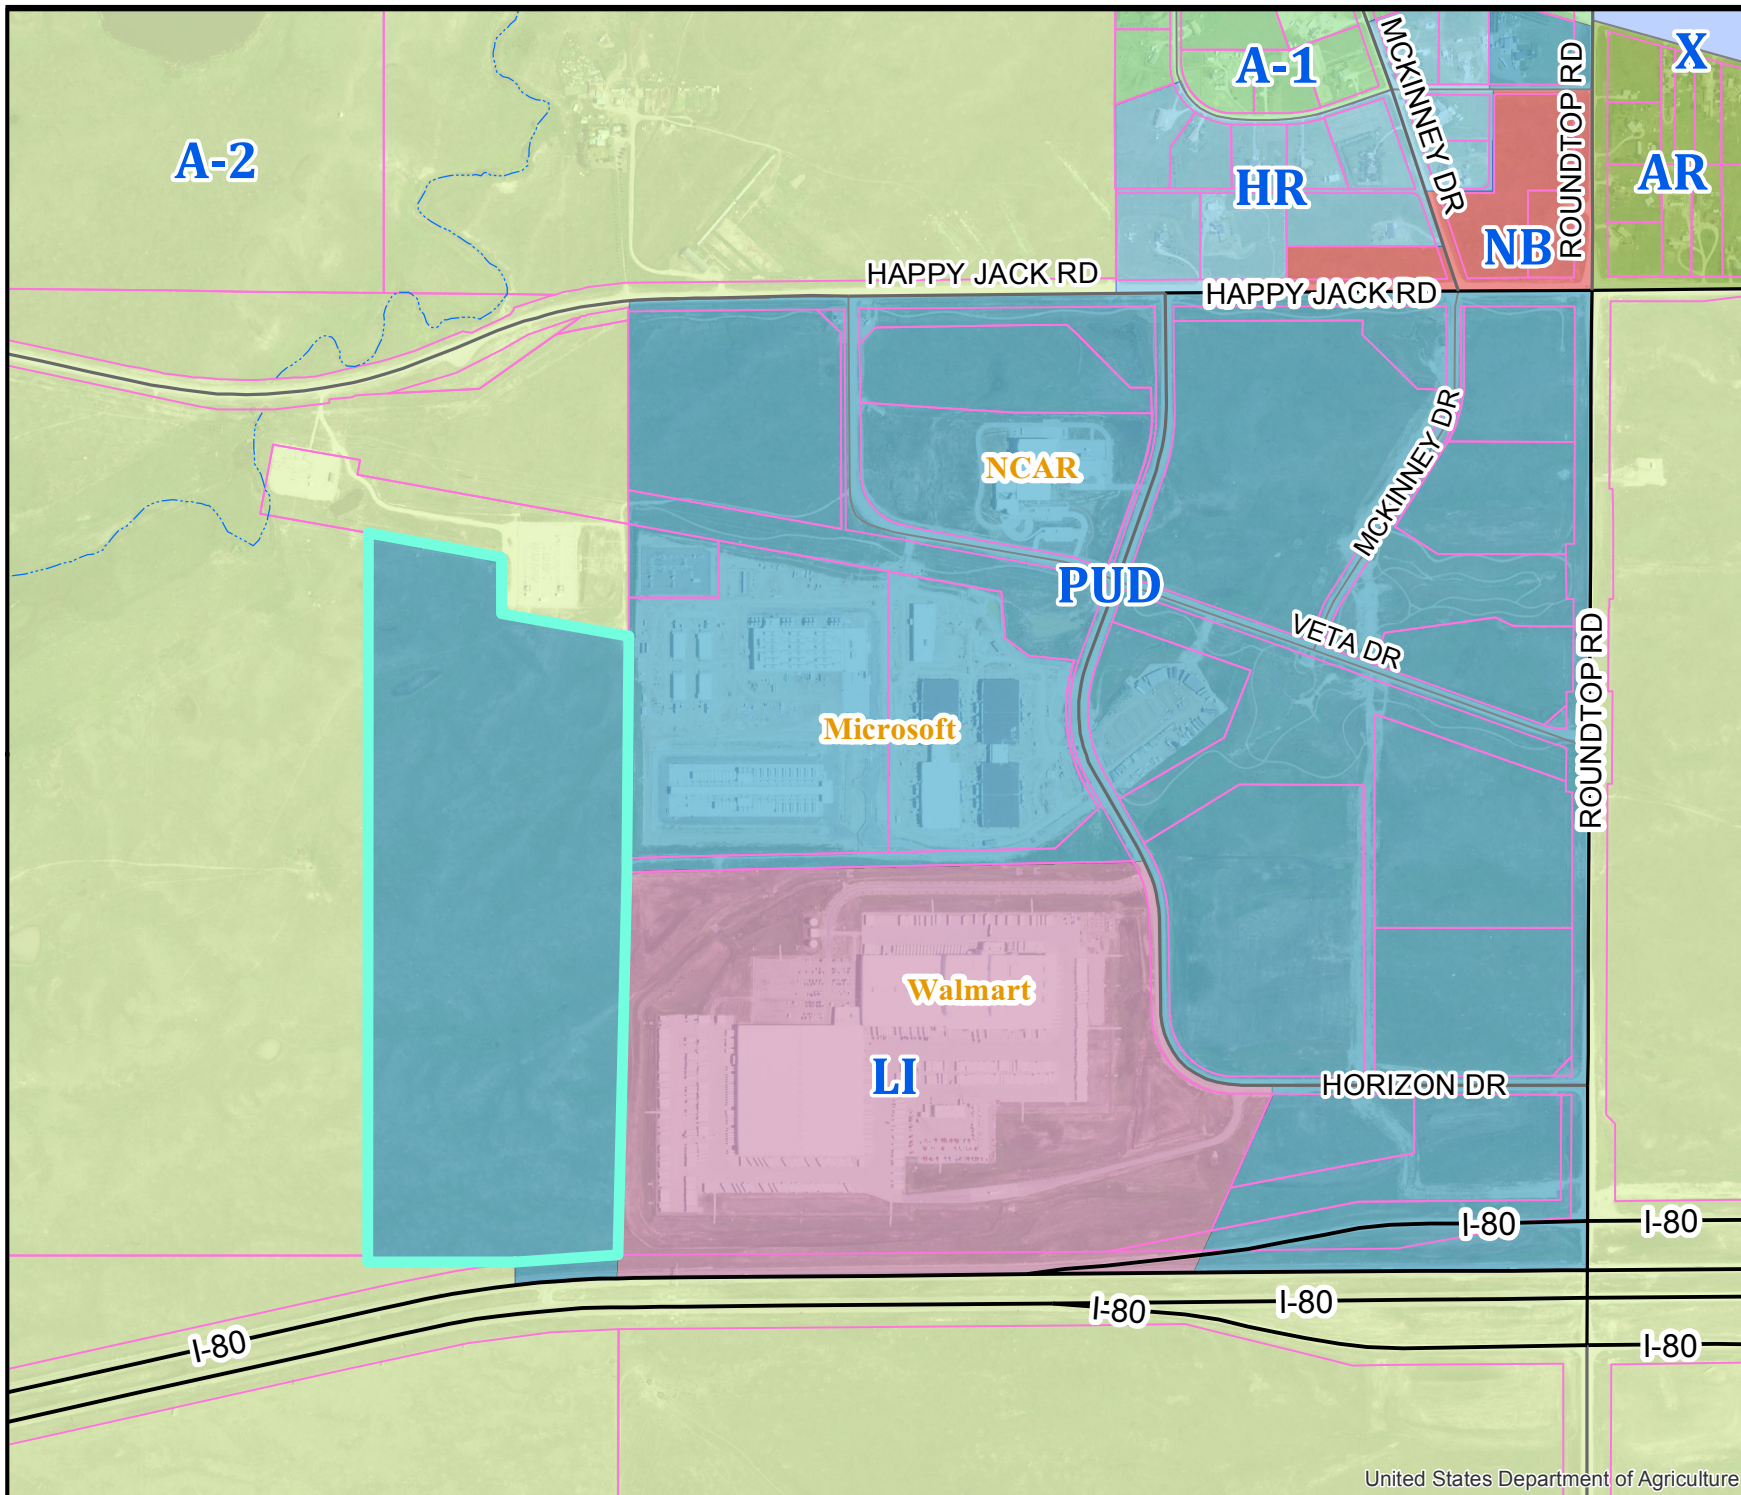 A-1
X
MCKINNEY DR
ROUNDTOP RD
A-2
HR
AR
NB
HAPPY JACK RD
HAPPY JACK RD
MCKINNEY DR
NCAR
PUD
VETA DR
ROUNDTOP RD
Microsoft
Walmart
LI
HORIZON DR
I-80
I-80
I-80
I-80
I-80
I-80
United States Department of Agriculture